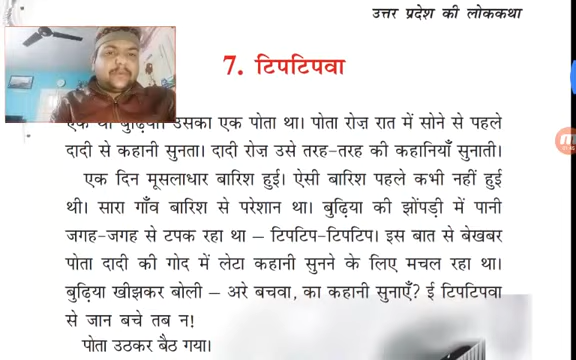 उत्तर प्रदेश की लोककथा
7. टिपटिपवा
एक थी बुढ़िया। उसका एक पोता था। पोता रोज़ रात में सोने से पहले
दादी से कहानी सुनता। दादी रोज़ उसे तरह-तरह की कहानियाँ सुनाती।
एक दिन मूसलाधार बारिश हुई। ऐसी बारिश पहले कभी नहीं हुई
थी। सारा गाँव बारिश से परेशान था। बुढ़िया की झोंपड़ी में पानी
जगह-जगह से टपक रहा था – टिपटिप-टिपटिप। इस बात से बेखबर
पोता दादी की गोद में लेटा कहानी सुनने के लिए मचल रहा था।
बुढ़िया खीझकर बोली – अरे बचवा, का कहानी सुनाएँ? ई टिपटिपवा
से जान बचे तब न!
पोता उठकर बैठ गया।